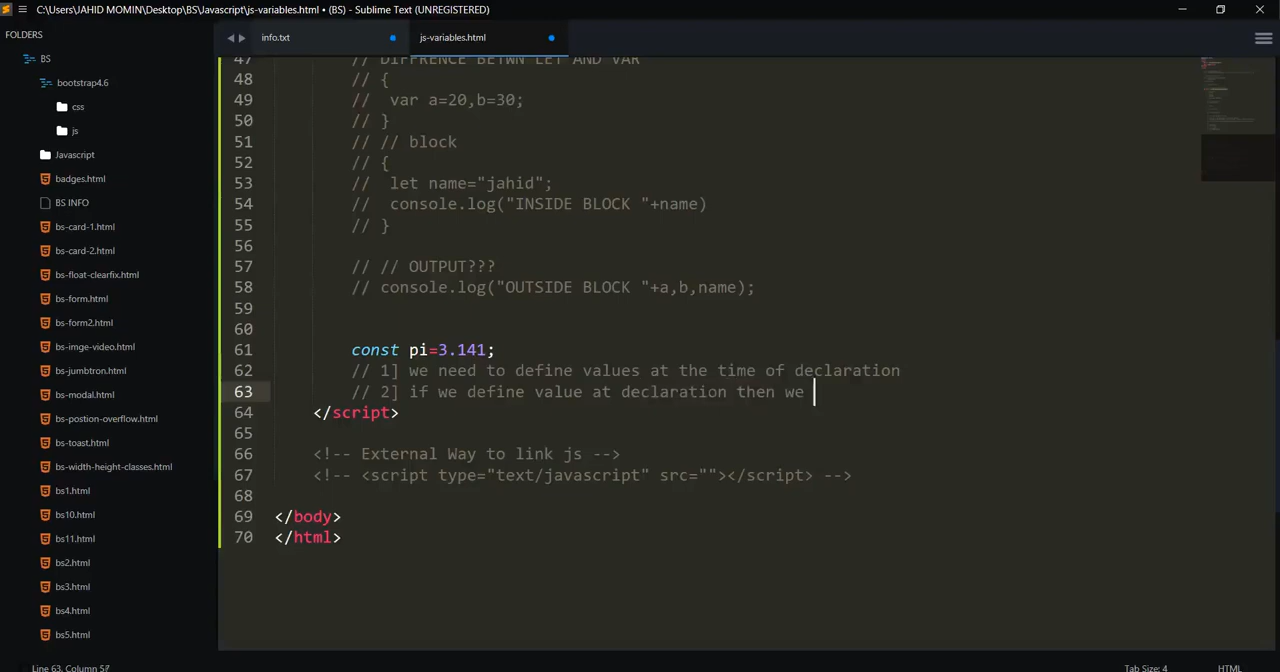 C:\Users\JAHID MOMIN\Desktop\BS\Javascript\js-variables.html • (BS) - Sublime Text (UNREGISTERED)
FOLDERS
info.txt
js-variables.html
BS
bootstrap4.6
css
js
Javascript
badges.html
BS INFO
bs-card-1.html
bs-card-2.html
bs-float-clearfix.html
bs-form.html
bs-form2.html
bs-imge-video.html
bs-jumbtron.html
bs-modal.html
bs-postion-overflow.html
bs-toast.html
bs-width-height-classes.html
bs1.html
bs10.html
bs11.html
bs2.html
bs3.html
bs4.html
bs5.html
47 // DIFFRENCE BETWN LET AND VAR
48 // {
49 // var a=20,b=30;
50 // }
51 // // block
52 // {
53 // let name="jahid";
54 // console.log("INSIDE BLOCK "+name)
55 // }
56
57 // // OUTPUT???
58 // console.log("OUTSIDE BLOCK "+a,b,name);
59
60
61 const pi=3.141;
62 // 1] we need to define values at the time of declaration
63 // 2] if we define value at declaration then we
64 </script>
65
66 <!-- External Way to link js -->
67 <!-- <script type="text/javascript" src=""></script> -->
68
69 </body>
70 </html>
Line 63, Column 57
Tab Size: 4
HTML